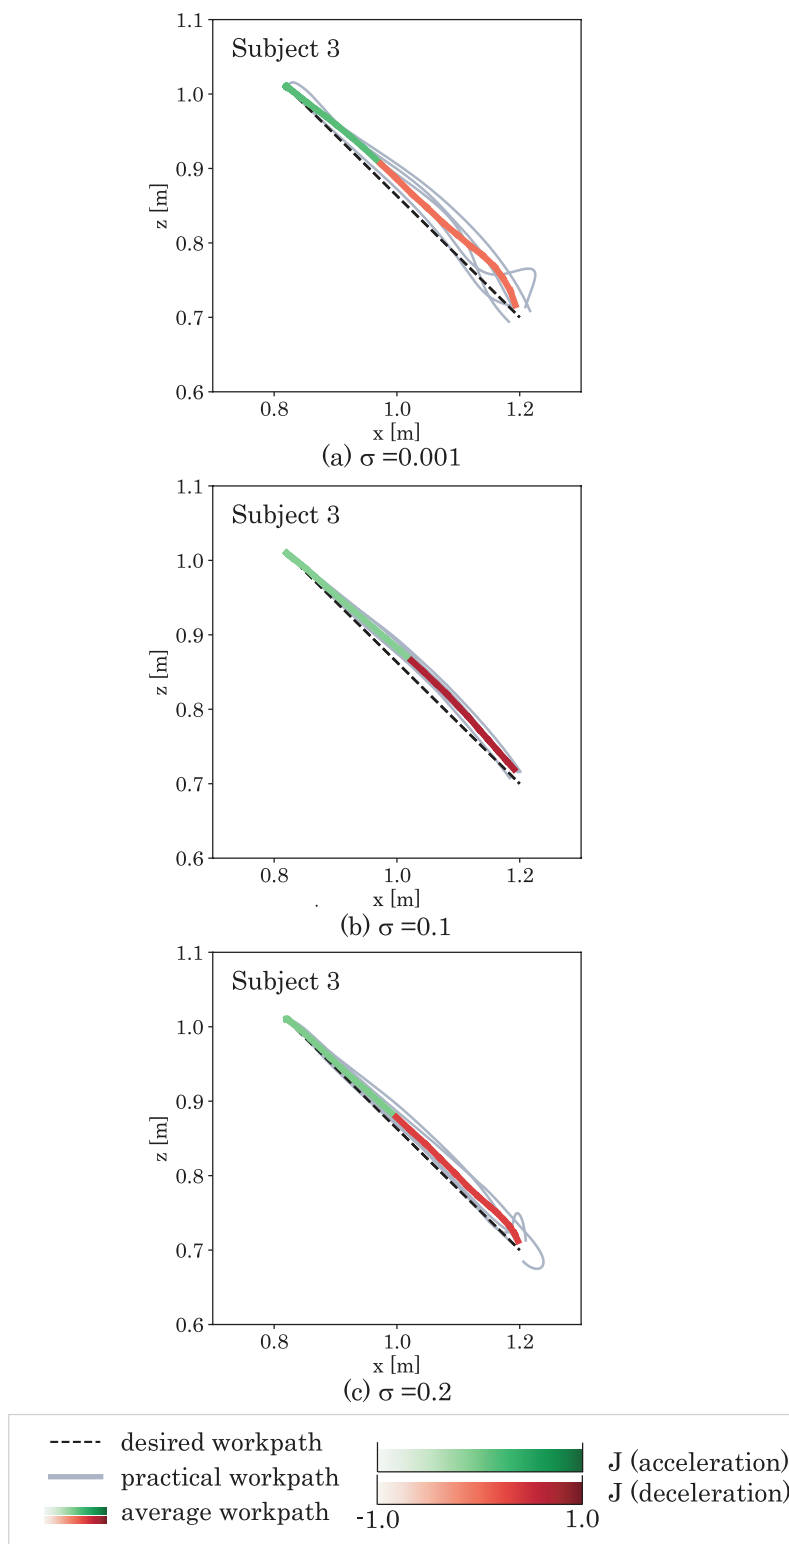 1.1
Subject 3
1.0
0.9
z [m]
0.8
0.7
0.6
0.8 1.0 1.2
x [m]
(a) σ =0.001
1.1
Subject 3
1.0
0.9
z [m]
0.8
0.7
0.6
0.8 1.0 1.2
x [m]
(b) σ =0.1
1.1
Subject 3
1.0
0.9
z [m]
0.8
0.7
0.6
0.8 1.0 1.2
x [m]
(c) σ =0.2
desired workpath
practical workpath
average workpath
J (acceleration)
J (deceleration)
-1.0 1.0